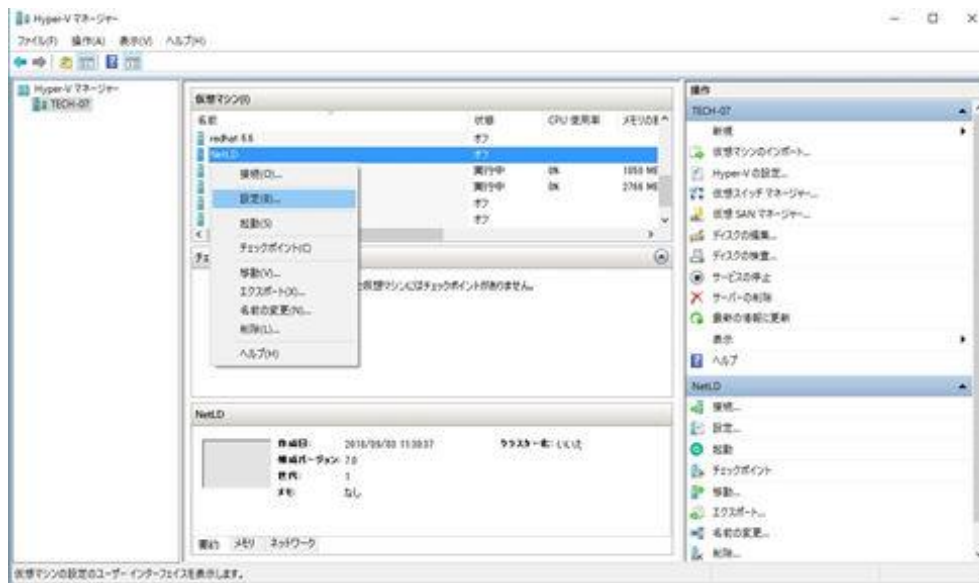 Hyper-V マネージャー
ファイル(F) 操作(A) 表示(V) ヘルプ(H)
Hyper-V マネージャー
TECH-07
仮想マシン(I)
名前 状態 CPU 使用率 メモリの
redhat 6.6 オフ
NetLD オフ
実行中 0%
実行中 0%
オフ
オフ
接続(O)...
設定(E)...
起動(S)
チェックポイント(C)
移動(V)...
エクスポート(X)...
名前の変更(N)...
削除(L)...
ヘルプ(H)
仮想マシンにはチェックポイントがありません。
NetLD
作成日: 2018/09/03 11:30:37
構成バージョン: 7.0
世代: 1
メモ: なし
クラスター化: いいえ
要約 メモリ ネットワーク
操作
TECH-07
新規
仮想マシンのインポート...
Hyper-V の設定...
仮想スイッチ マネージャー...
仮想 SAN マネージャー...
ディスクの編集...
ディスクの検査...
サービスの停止
サーバーの削除
最新の情報に更新
表示
ヘルプ
NetLD
接続...
設定...
起動
チェックポイント
移動...
エクスポート...
名前の変更...
削除...
仮想マシンの設定のユーザー インターフェイスを表示します。